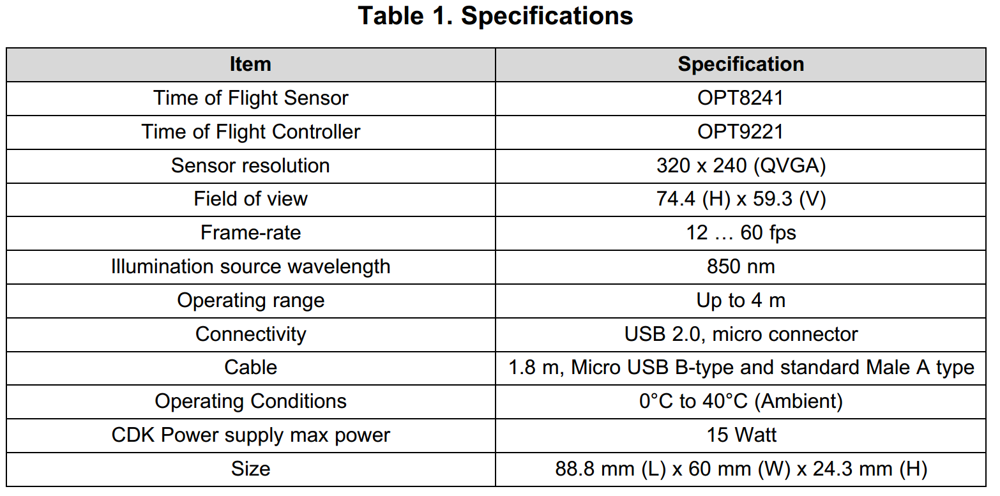 Table 1. Specifications
Item Specification
Time of Flight Sensor OPT8241
Time of Flight Controller OPT9221
Sensor resolution 320 x 240 (QVGA)
Field of view 74.4 (H) x 59.3 (V)
Frame-rate 12 … 60 fps
Illumination source wavelength 850 nm
Operating range Up to 4 m
Connectivity USB 2.0, micro connector
Cable 1.8 m, Micro USB B-type and standard Male A type
Operating Conditions 0°C to 40°C (Ambient)
CDK Power supply max power 15 Watt
Size 88.8 mm (L) x 60 mm (W) x 24.3 mm (H)